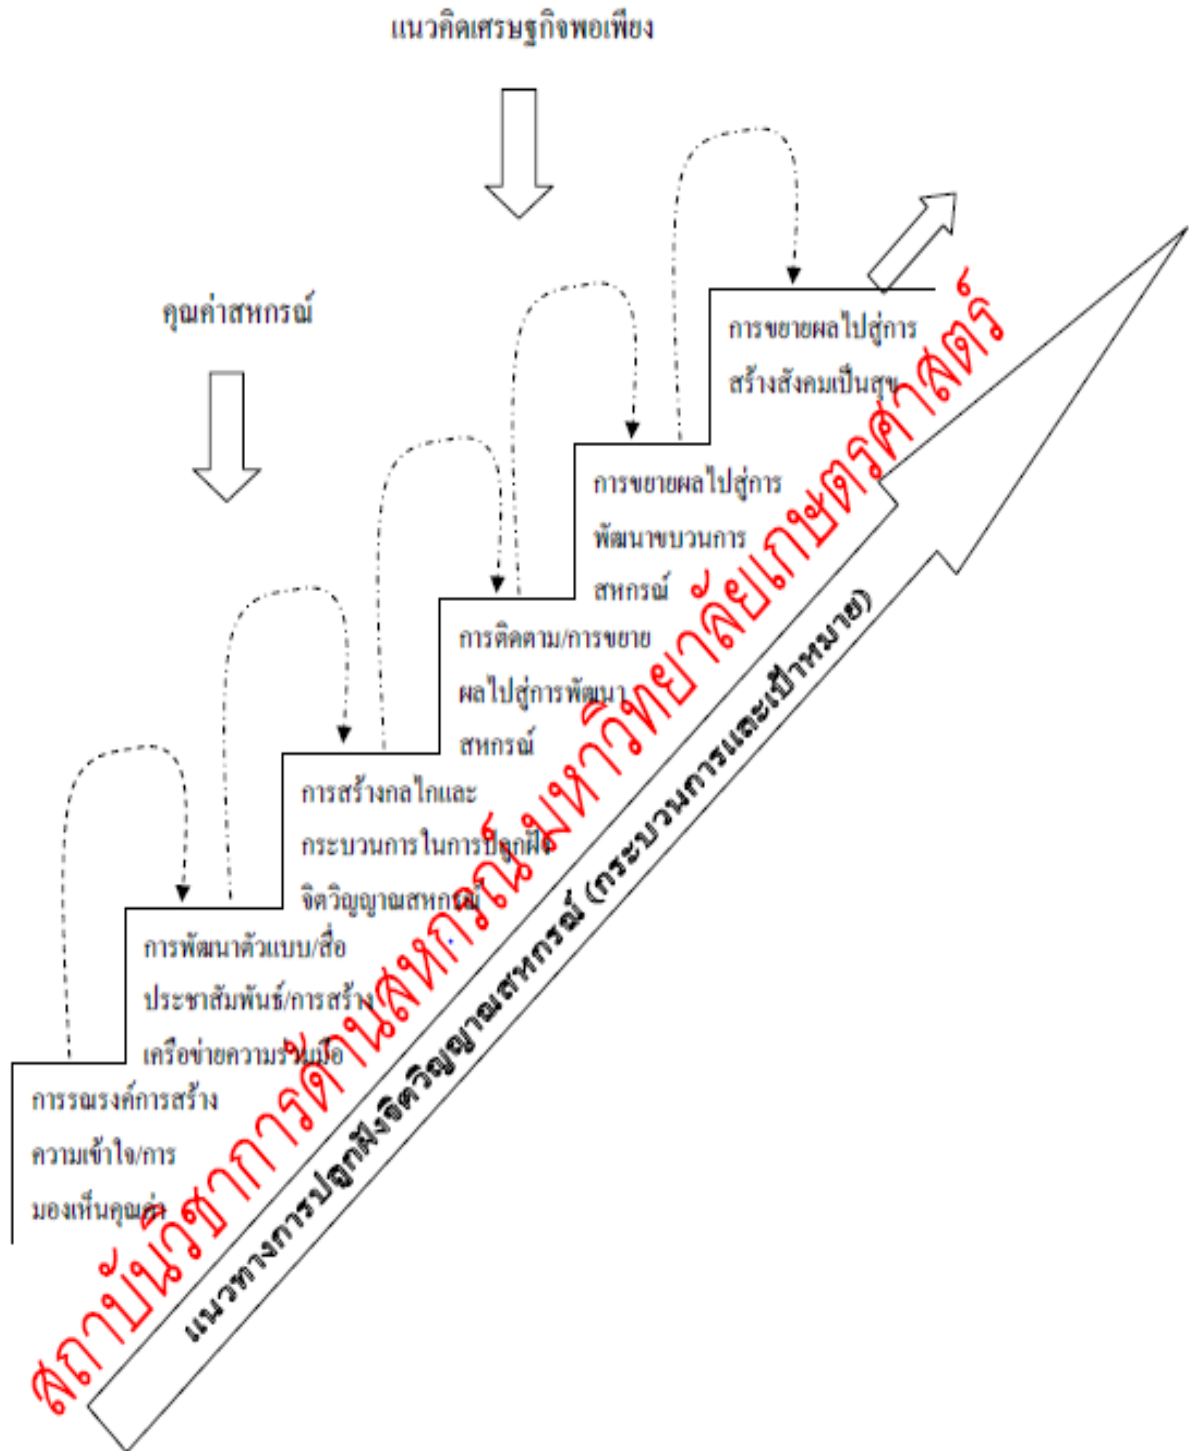 แนวคิดเศรษฐกิจพอเพียง
คุณค่าสหกรณ์
การขยายผลไปสู่การ
สร้างสังคมเป็นสุข
การขยายผลไปสู่การ
พัฒนาขบวนการ
สหกรณ์
การติดตาม/การขยาย
ผลไปสู่การพัฒนา
สหกรณ์
การสร้างกลไกและ
กระบวนการในการปลูกฝัง
จิตวิญญาณสหกรณ์
การพัฒนาตัวแบบ/สื่อ
ประชาสัมพันธ์/การสร้าง
เครือข่ายความร่วมมือ
การรณรงค์การสร้าง
ความเข้าใจ/การ
มองเห็นคุณค่า
สถาบันวิชาการด้านสหกรณ์ มหาวิทยาลัยเกษตรศาสตร์
แนวทางการปลูกฝังจิตวิญญาณสหกรณ์ (กระบวนการและเป้าหมาย)